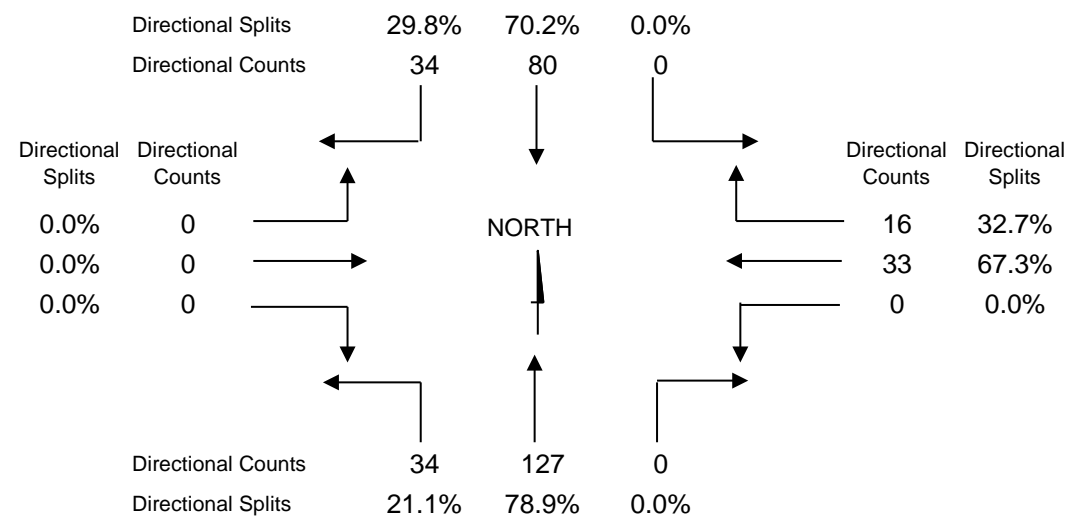 Directional Splits 29.8% 70.2% 0.0%
Directional Counts 34 80 0
Directional Directional
Splits Counts
0.0% 0
0.0% 0
0.0% 0
NORTH
Directional Directional
Counts Splits
16 32.7%
33 67.3%
0 0.0%
Directional Counts 34 127 0
Directional Splits 21.1% 78.9% 0.0%